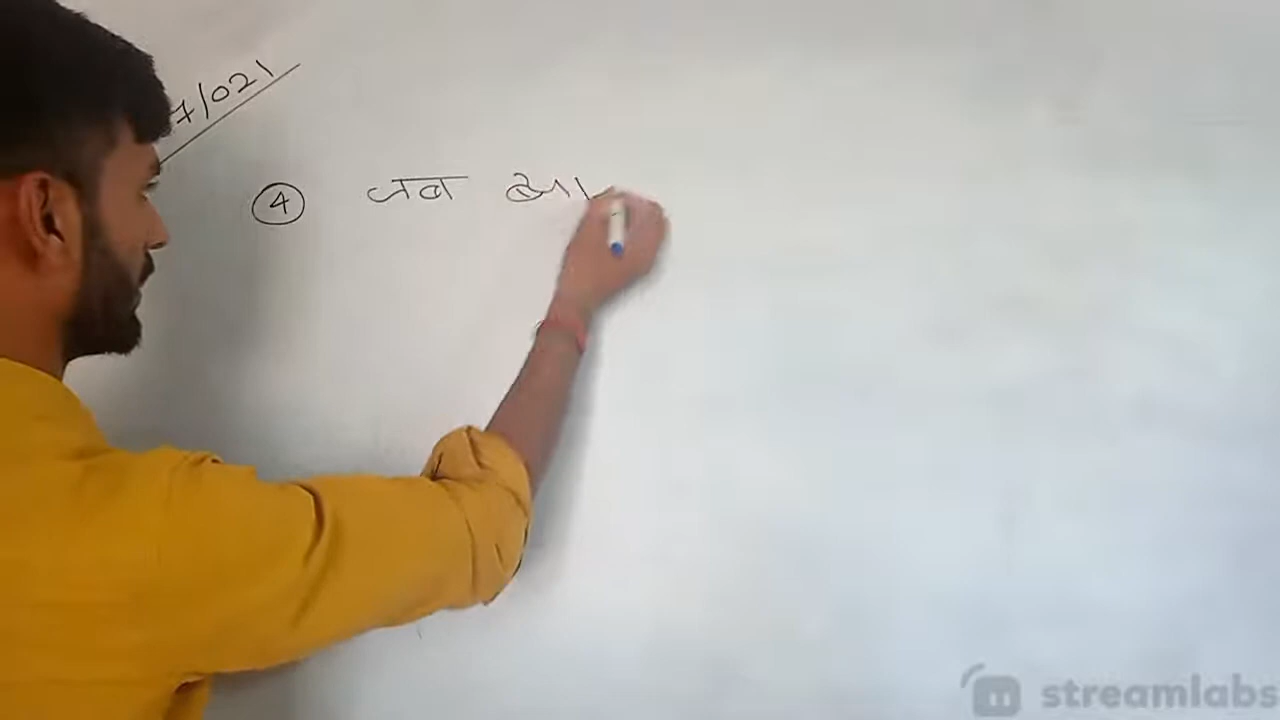 7/021
④ जब
streamlabs